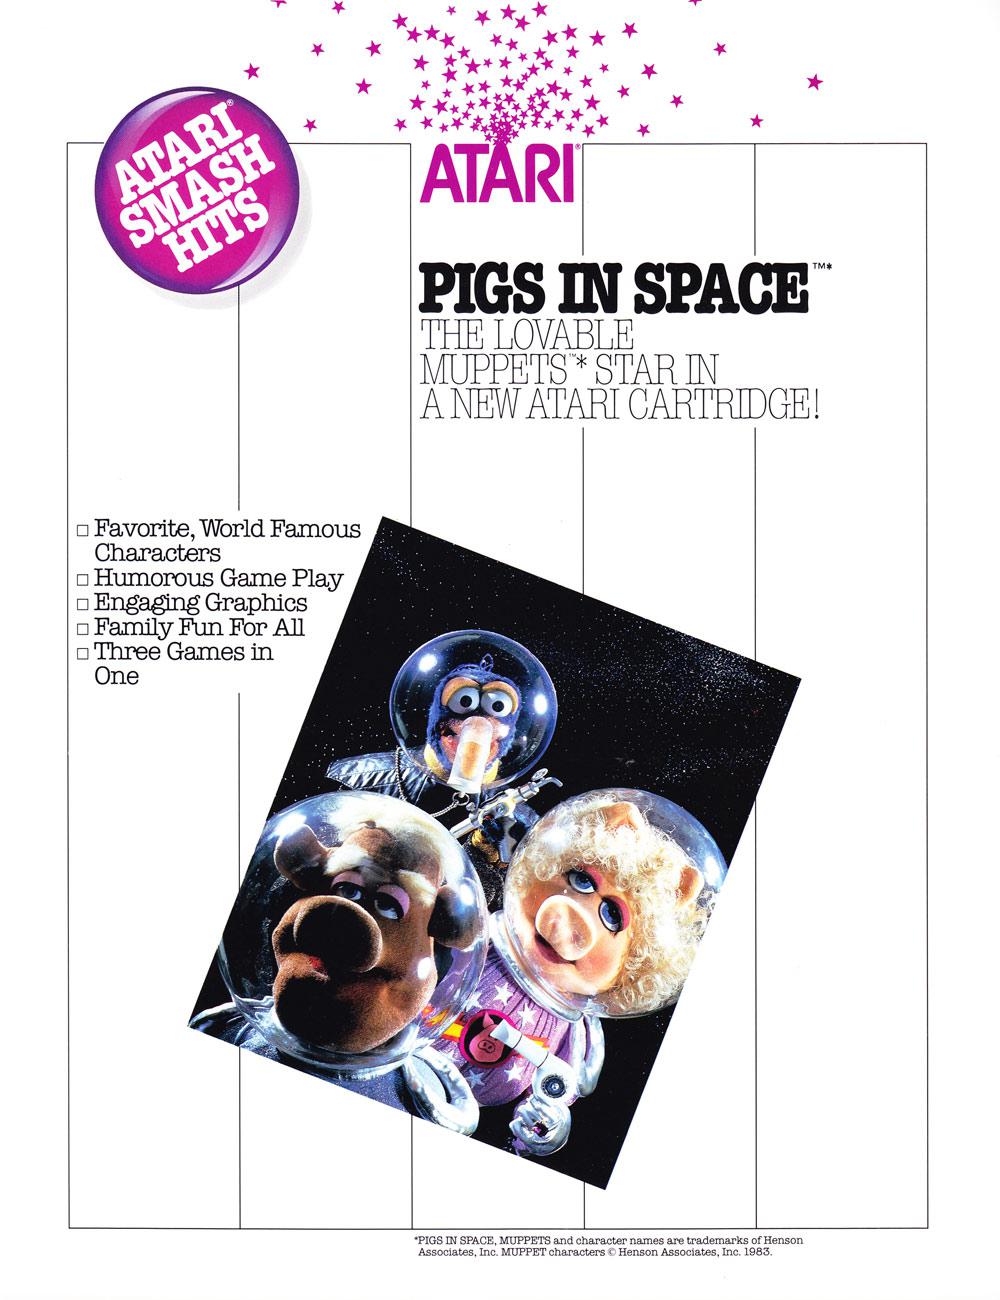 ATARI®
SMASH
HITS
ATARI®
PIGS IN SPACE™*
THE LOVABLE
MUPPETS™* STAR IN
A NEW ATARI CARTRIDGE!
□ Favorite, World Famous
Characters
□ Humorous Game Play
□ Engaging Graphics
□ Family Fun For All
□ Three Games in
One
*PIGS IN SPACE, MUPPETS and character names are trademarks of Henson
Associates, Inc. MUPPET characters © Henson Associates, Inc. 1983.